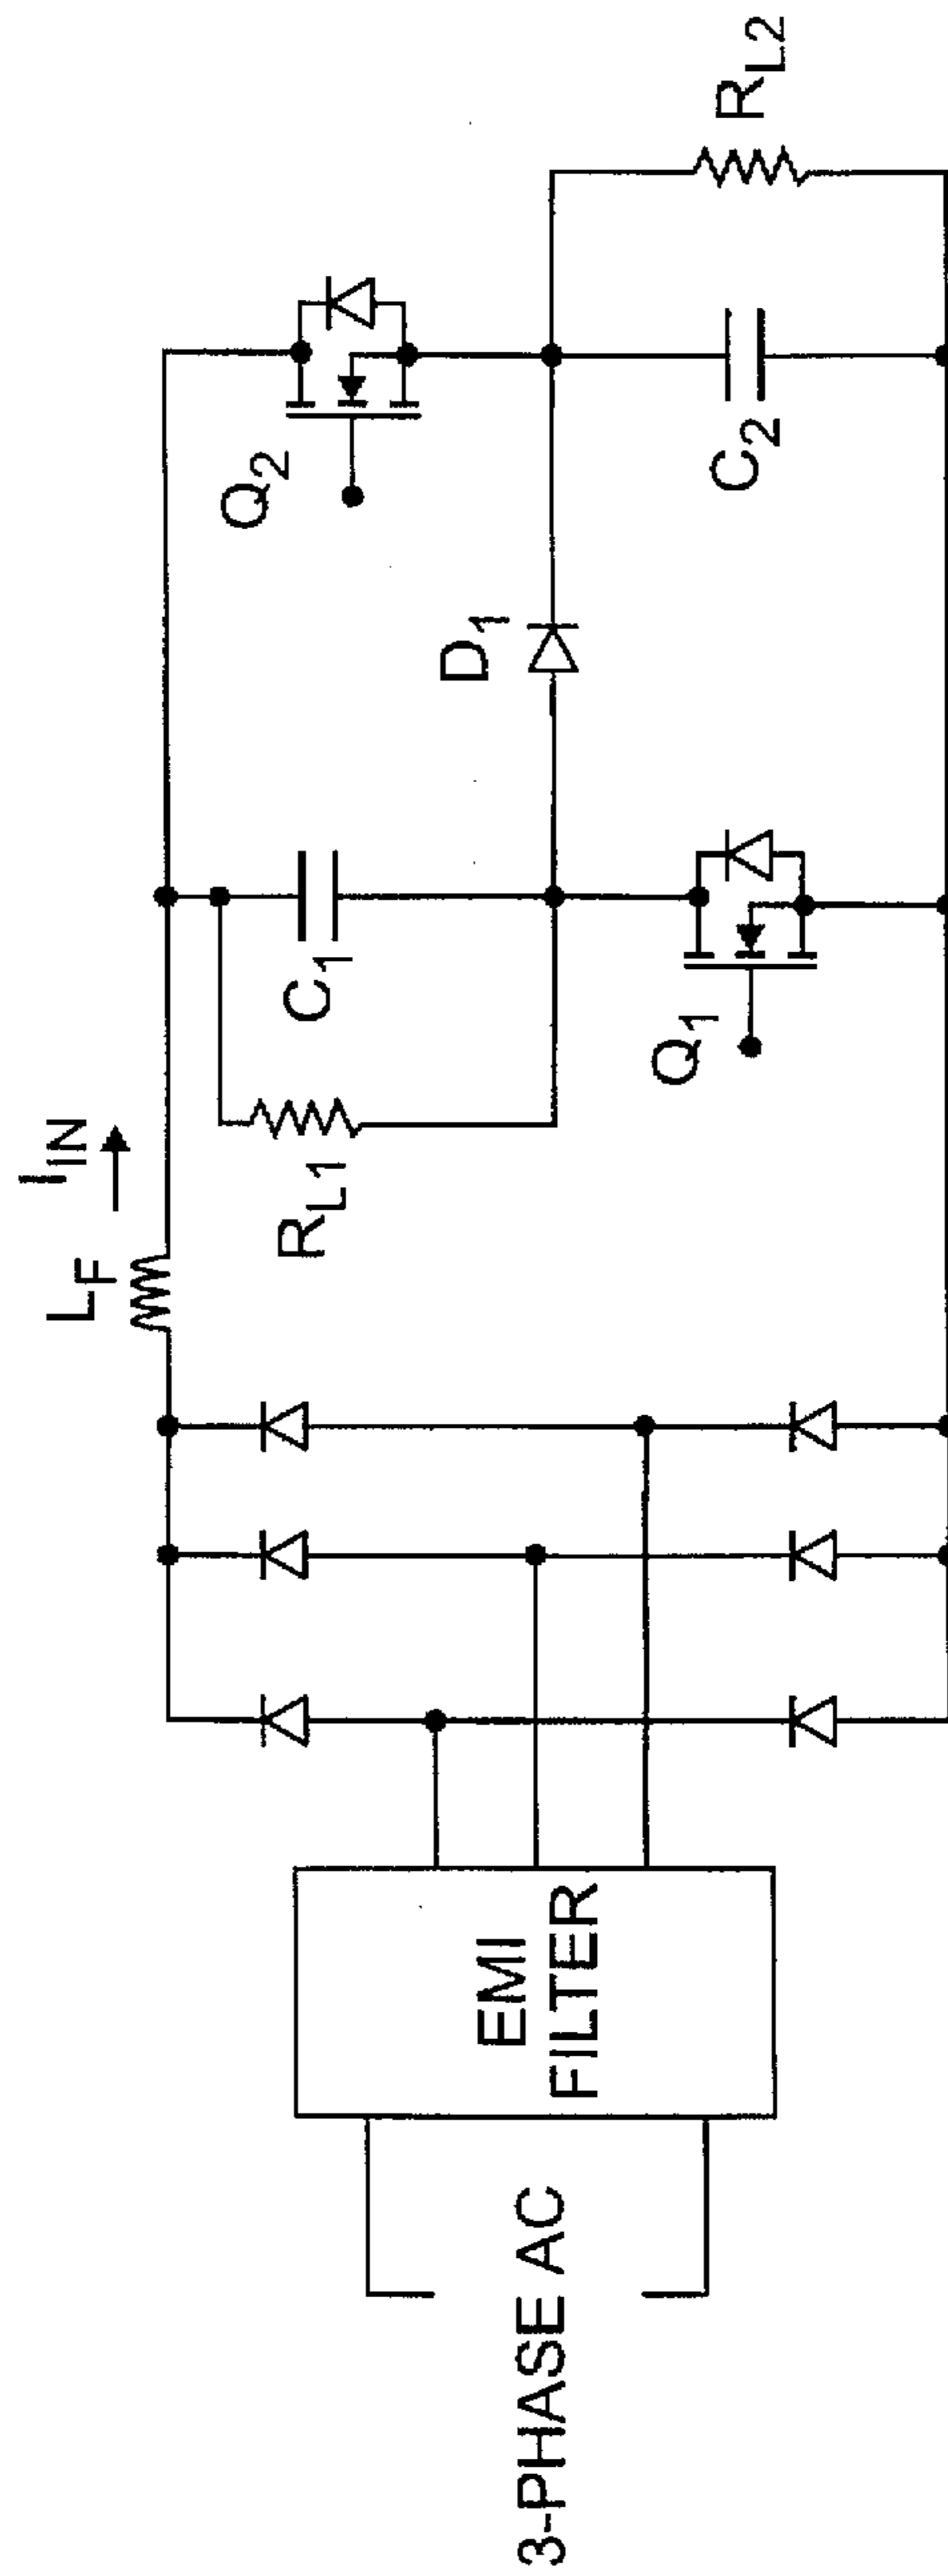 3-PHASE AC
EMI
FILTER
L_F
I_IN
R_L1
C_1
Q_1
D_1
Q_2
C_2
R_L2